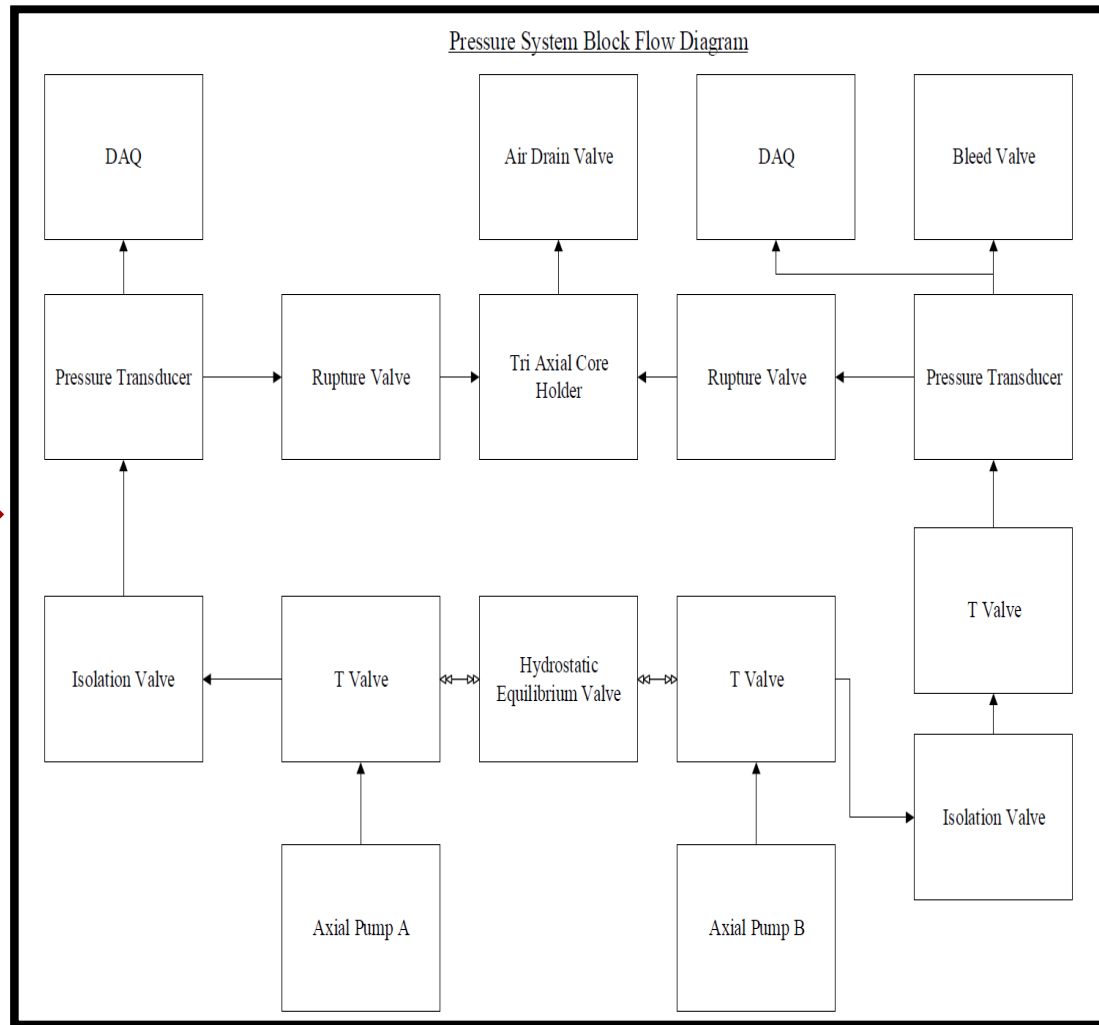 Pressure System Block Flow Diagram
DAQ
Air Drain Valve
DAQ
Bleed Valve
Pressure Transducer
Rupture Valve
Tri Axial Core
Holder
Rupture Valve
Pressure Transducer
T Valve
Isolation Valve
T Valve
Hydrostatic
Equilibrium Valve
T Valve
Isolation Valve
Axial Pump A
Axial Pump B